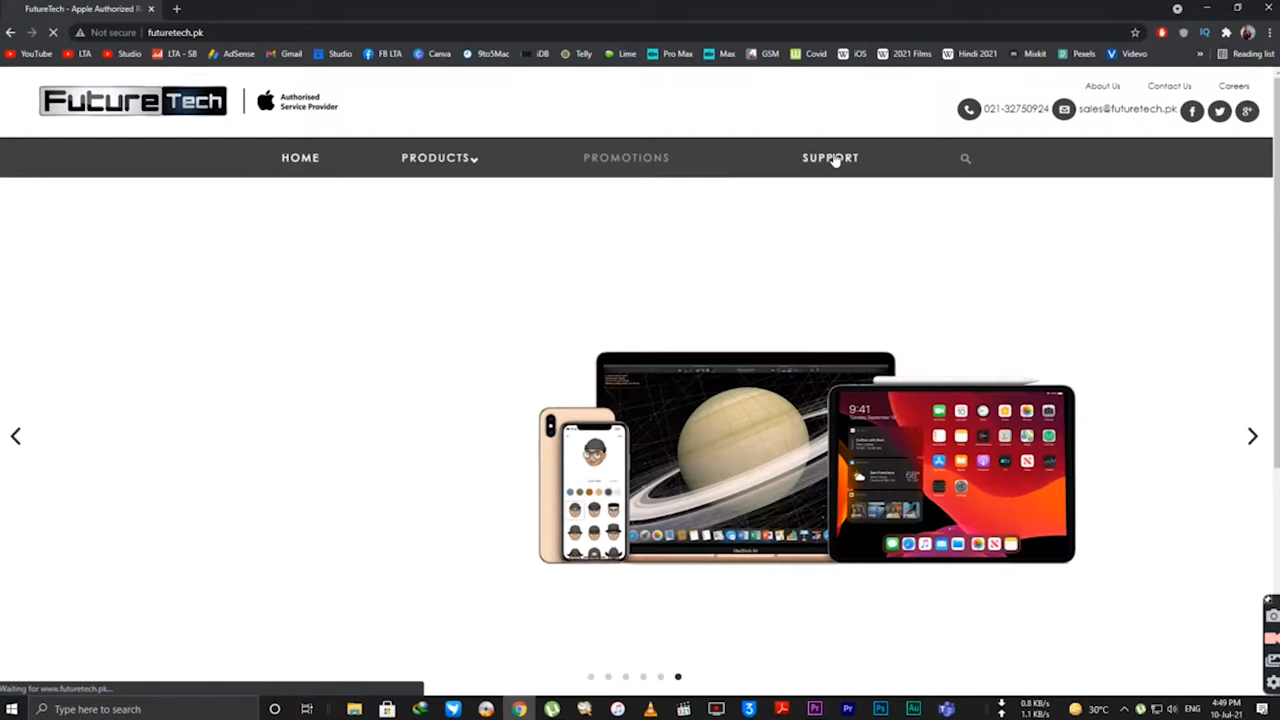 FutureTech - Apple Authorized R
Not secure futuretech.pk
YouTube LTA Studio LTA - SB AdSense Gmail Studio FB LTA Canva 9to5Mac iDB Telly Lime Pro Max Max GSM Covid iOS 2021 Films Hindi 2021 Mixkit Pexels Videvo » Reading list
FutureTech
Authorised
Service Provider
About Us Contact Us Careers
021-32750924 sales@futuretech.pk
HOME PRODUCTS PROMOTIONS SUPPORT
9:41
MacBook Air
Waiting for www.futuretech.pk...
Type here to search
0.8 KB/s
1.1 KB/s
30°C ENG
4:49 PM
10-Jul-21